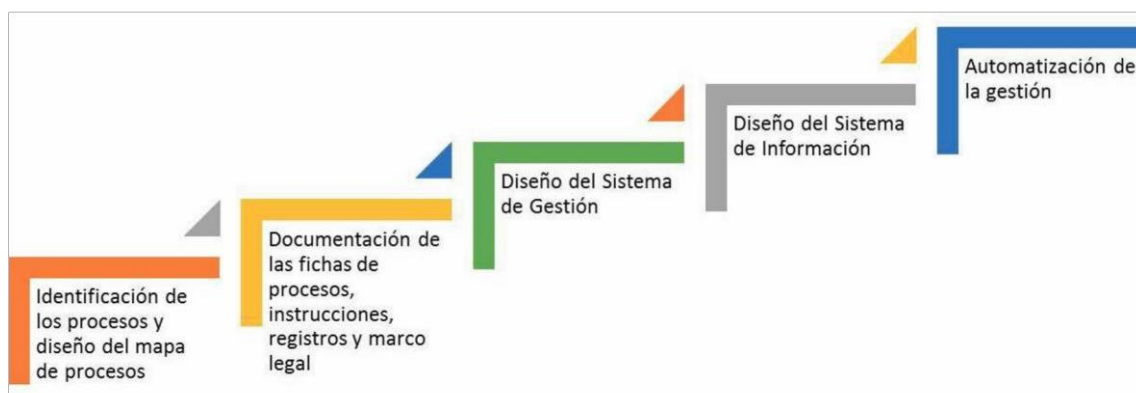 Identificación de
los procesos y
diseño del mapa
de procesos
Documentación de
las fichas de
procesos,
instrucciones,
registros y marco
legal
Diseño del Sistema
de Gestión
Diseño del Sistema
de Información
Automatización de
la gestión